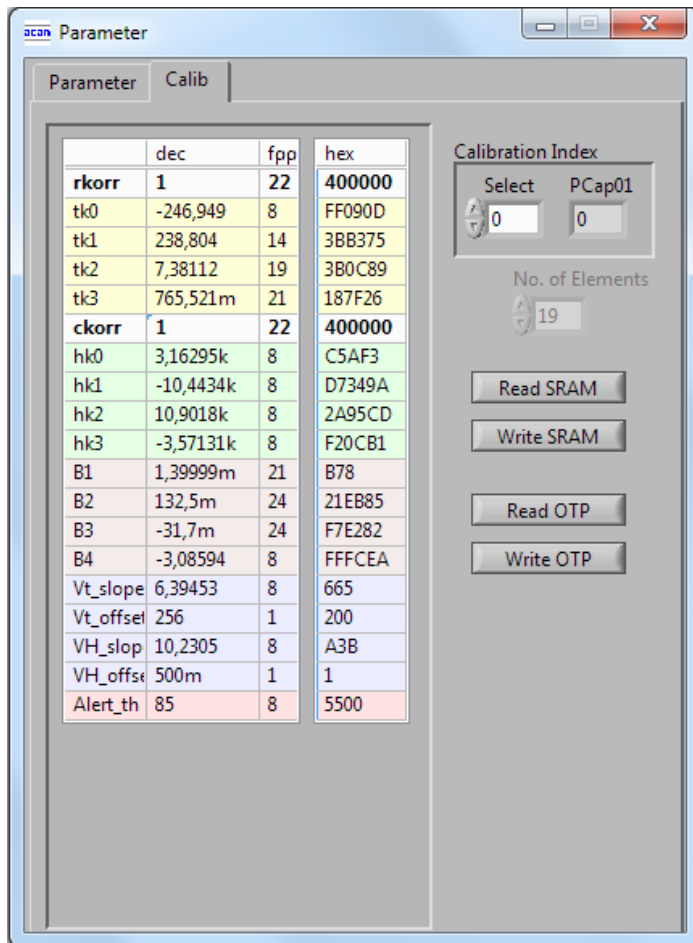 acan Parameter
Parameter Calib
dec fpp hex
rkorr 1 22 400000
tk0 -246,949 8 FF090D
tk1 238,804 14 3BB375
tk2 7,38112 19 3B0C89
tk3 765,521m 21 187F26
ckorr 1 22 400000
hk0 3,16295k 8 C5AF3
hk1 -10,4434k 8 D7349A
hk2 10,9018k 8 2A95CD
hk3 -3,57131k 8 F20CB1
B1 1,39999m 21 B78
B2 132,5m 24 21EB85
B3 -31,7m 24 F7E282
B4 -3,08594 8 FFFCEA
Vt_slope 6,39453 8 665
Vt_offset 256 1 200
VH_slop 10,2305 8 A3B
VH_offse 500m 1 1
Alert_th 85 8 5500
Calibration Index
Select PCap01
0 0
No. of Elements
19
Read SRAM
Write SRAM
Read OTP
Write OTP